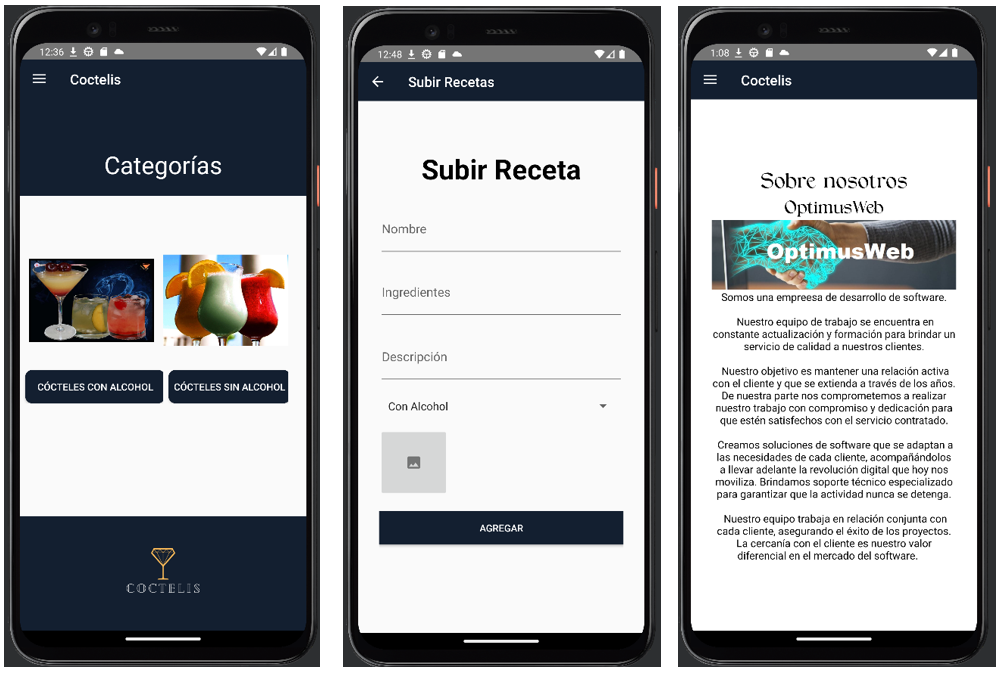 12:36
Coctelis
Categorías
CÓCTELES CON ALCOHOL
CÓCTELES SIN ALCOHOL
COCTELIS
12:48
Subir Recetas
Subir Receta
Nombre
Ingredientes
Descripción
Con Alcohol
AGREGAR
1:08
Coctelis
Sobre nosotros
OptimusWeb
OptimusWeb
Somos una empreesa de desarrollo de software.
Nuestro equipo de trabajo se encuentra en
constante actualización y formación para brindar un
servicio de calidad a nuestros clientes.
Nuestro objetivo es mantener una relación activa
con el cliente y que se extienda a través de los años.
De nuestra parte nos comprometemos a realizar
nuestro trabajo con compromiso y dedicación para
que estén satisfechos con el servicio contratado.
Creamos soluciones de software que se adaptan a
las necesidades de cada cliente, acompañándolos
a llevar adelante la revolución digital que hoy nos
moviliza. Brindamos soporte técnico especializado
para garantizar que la actividad nunca se detenga.
Nuestro equipo trabaja en relación conjunta con
cada cliente, asegurando el éxito de los proyectos.
La cercanía con el cliente es nuestro valor
diferencial en el mercado del software.